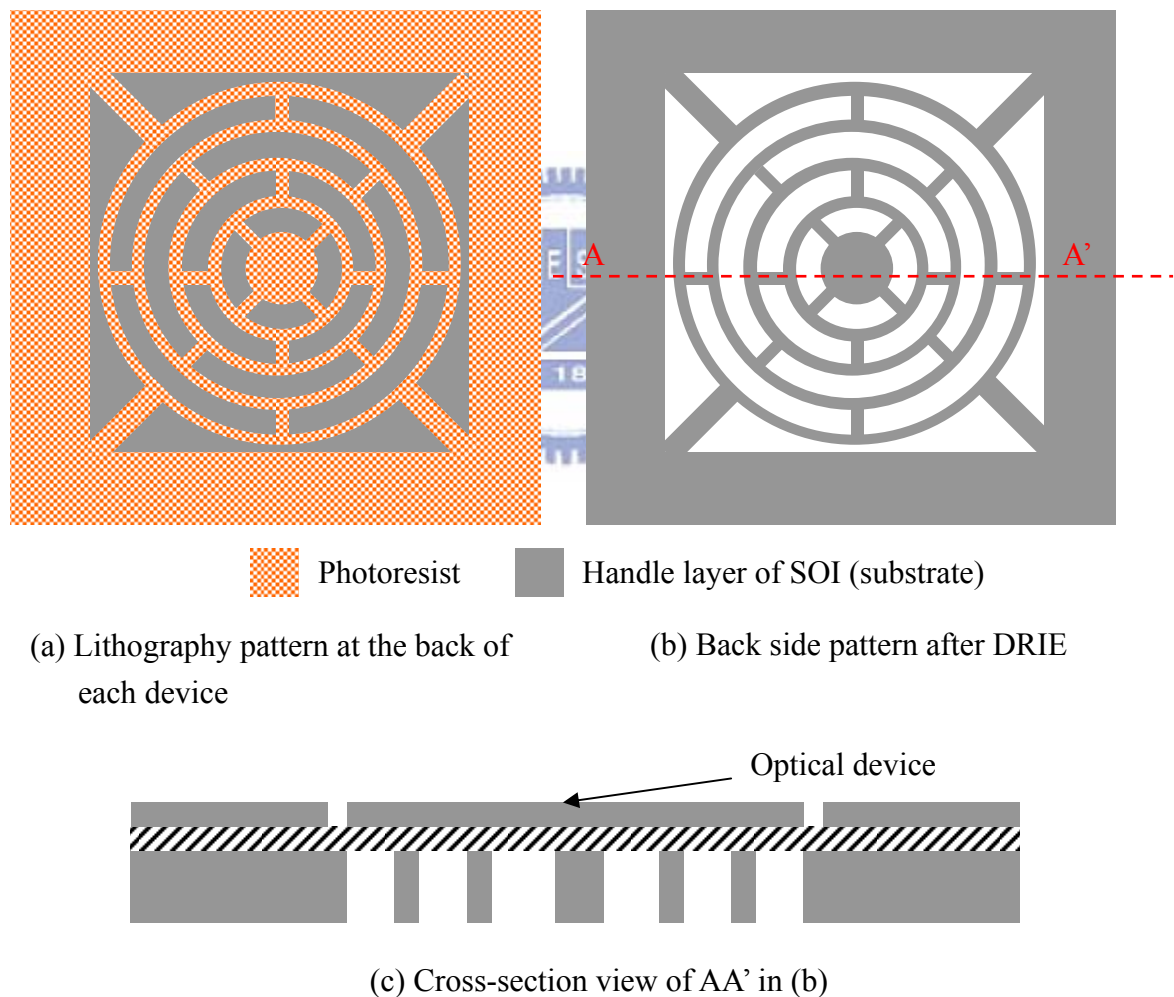 A
A’
18
Photoresist
Handle layer of SOI (substrate)
(a) Lithography pattern at the back of
each device
(b) Back side pattern after DRIE
Optical device
(c) Cross-section view of AA’ in (b)